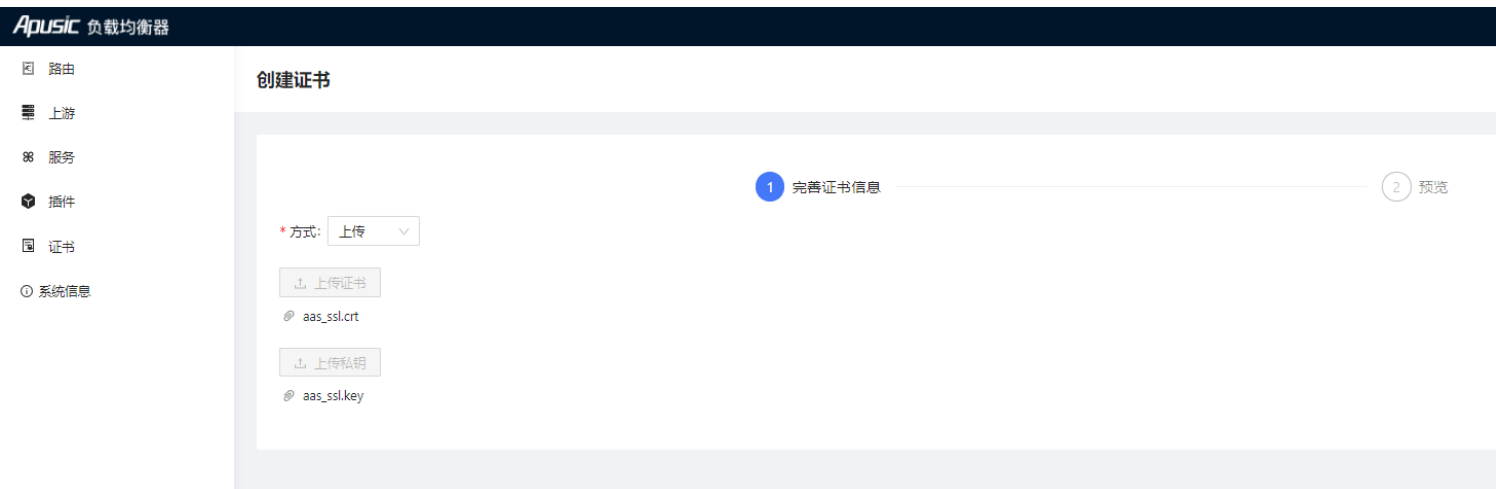 Apusic 负载均衡器
路由
上游
服务
插件
证书
系统信息
创建证书
1 完善证书信息
2 预览
* 方式: 上传
上传证书
aas_ssl.crt
上传私钥
aas_ssl.key